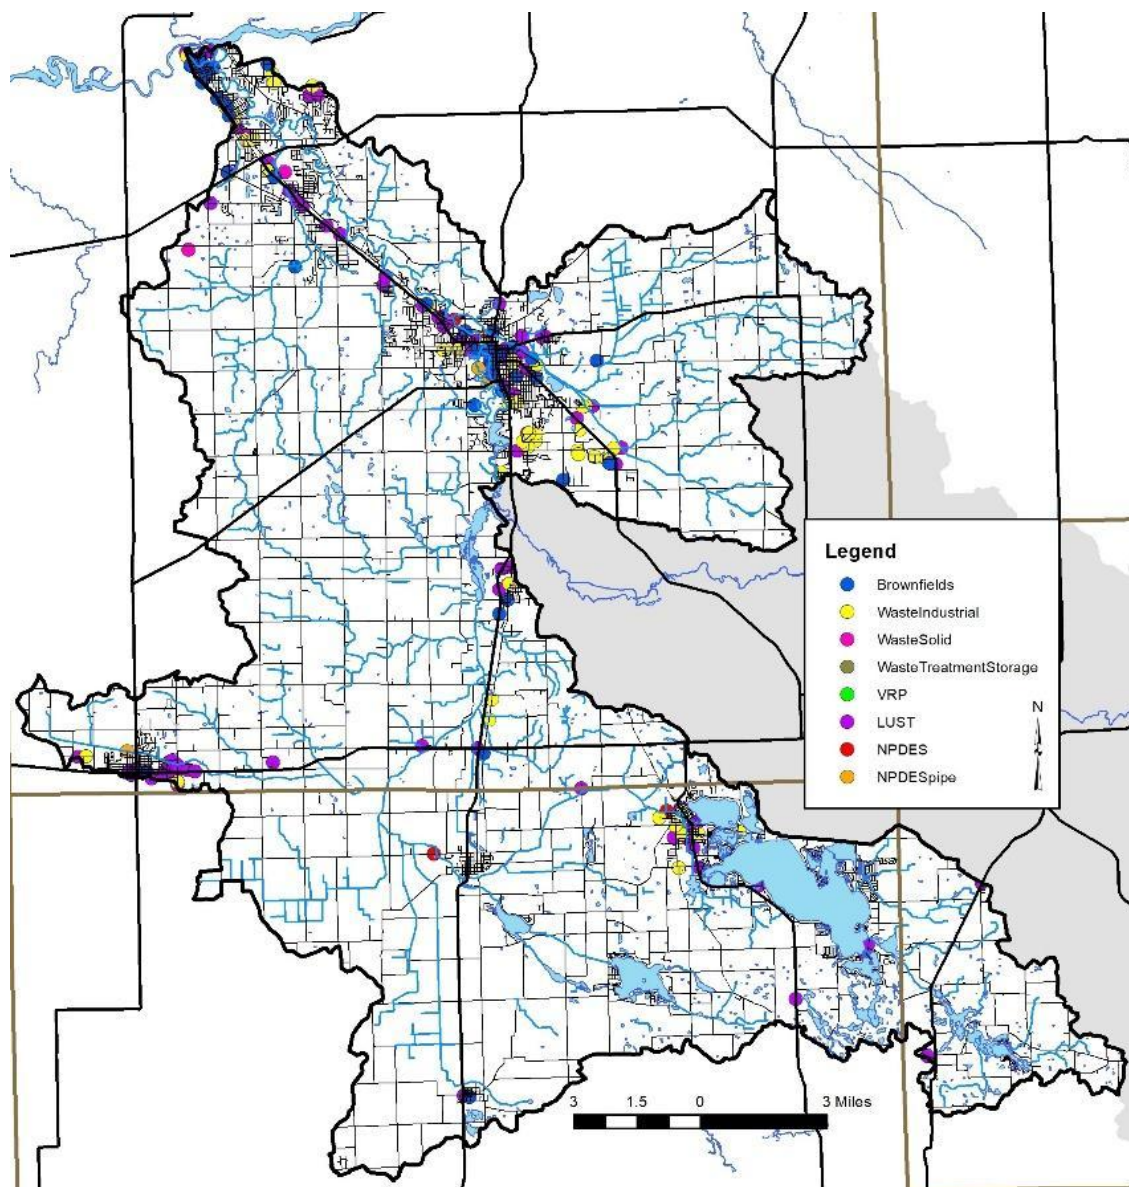 Legend
Brownfields
WasteIndustrial
WasteSolid
WasteTreatmentStorage
VRP
LUST
NPDES
NPDESpipe
N
3 1.5 0 3 Miles